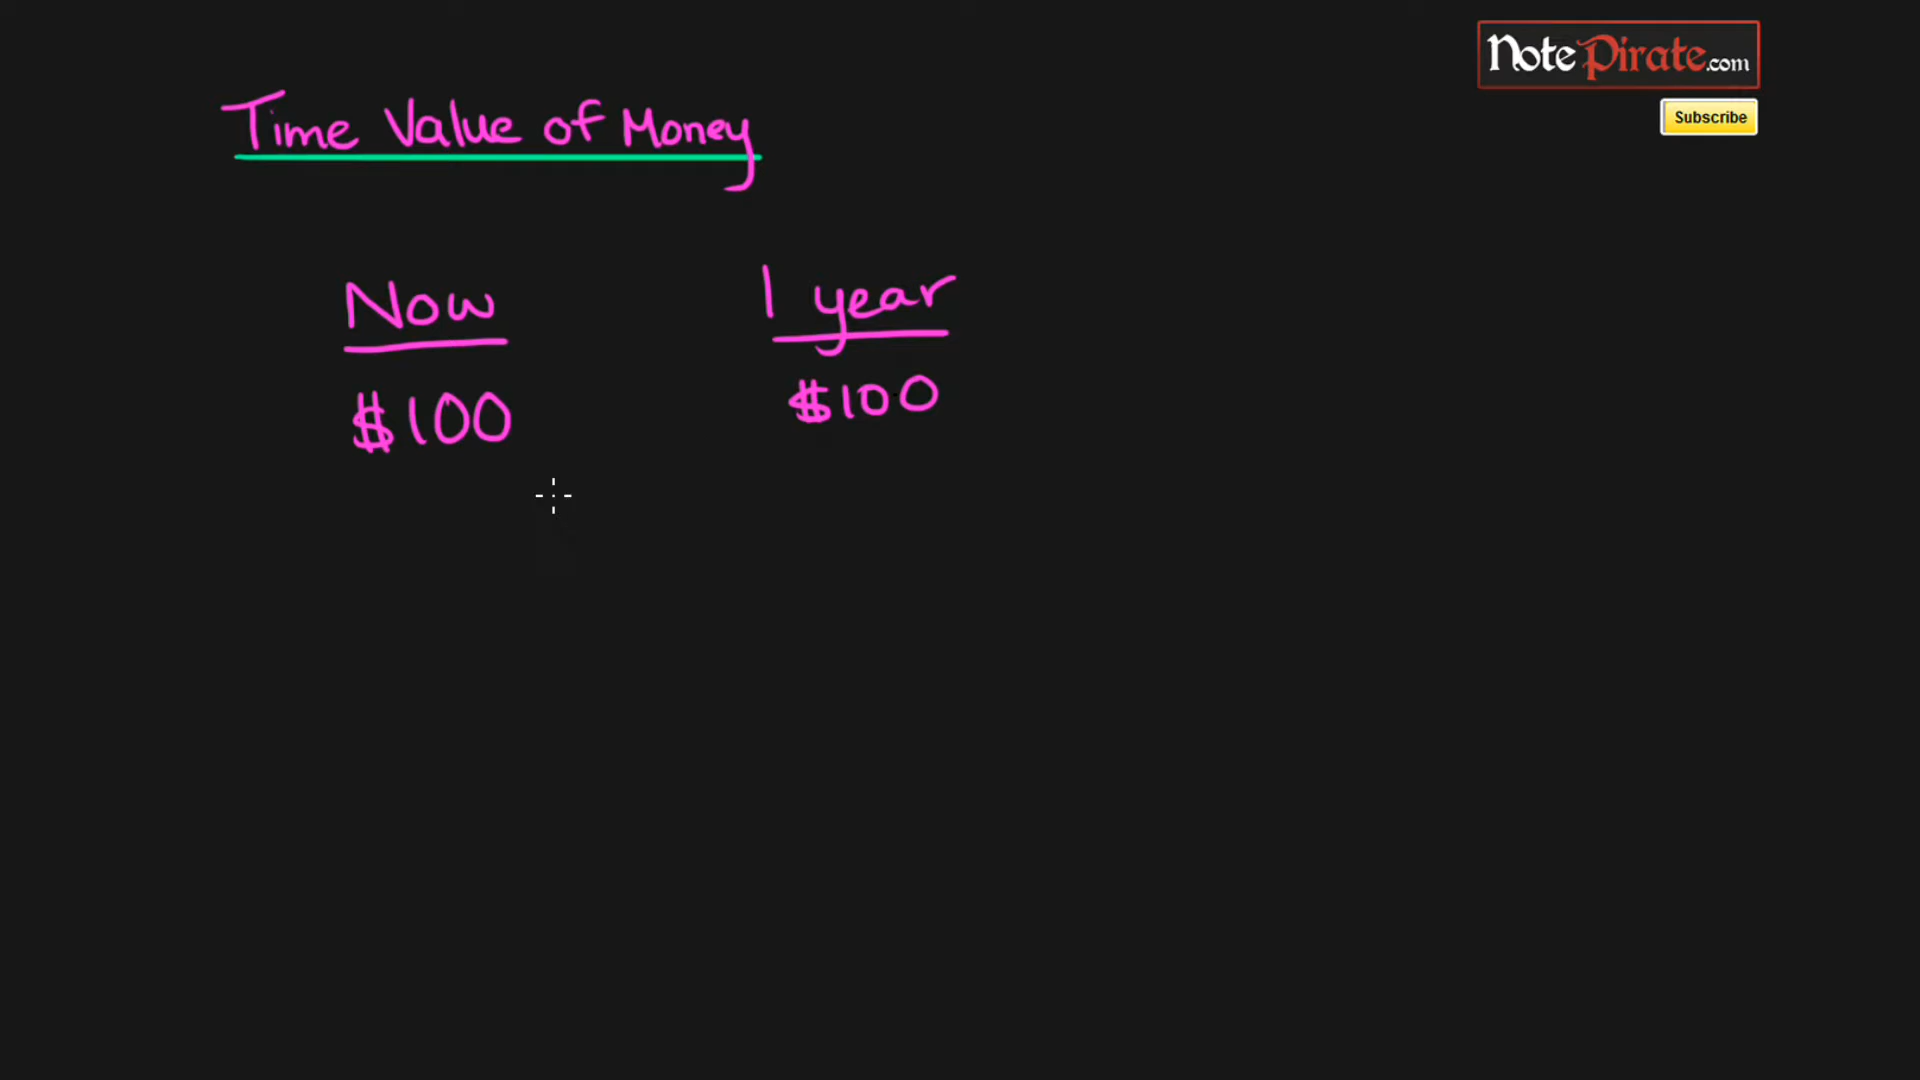 NotePirate.com
Subscribe
Time Value of Money
Now 1 year
$100 $100